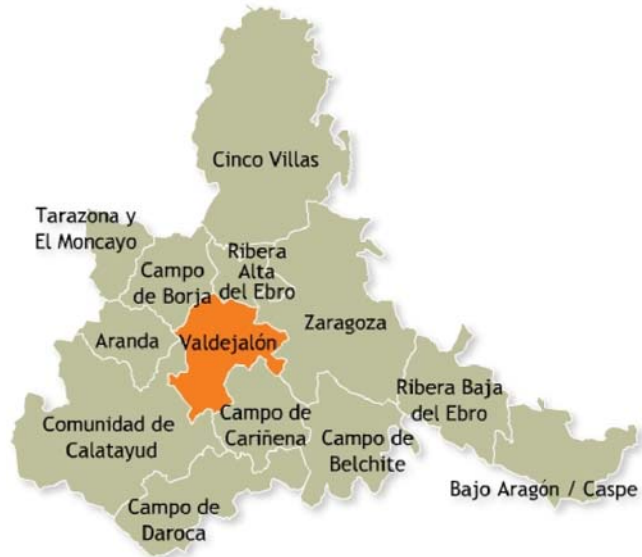 Cinco Villas
Tarazona y
El Moncayo
Ribera
Alta
del Ebro
Campo
de Borja
Zaragoza
Aranda
Valdejalón
Ribera Baja
del Ebro
Comunidad de
Calatayud
Campo de
Cariñena
Campo de
Belchite
Bajo Aragón / Caspe
Campo de
Daroca